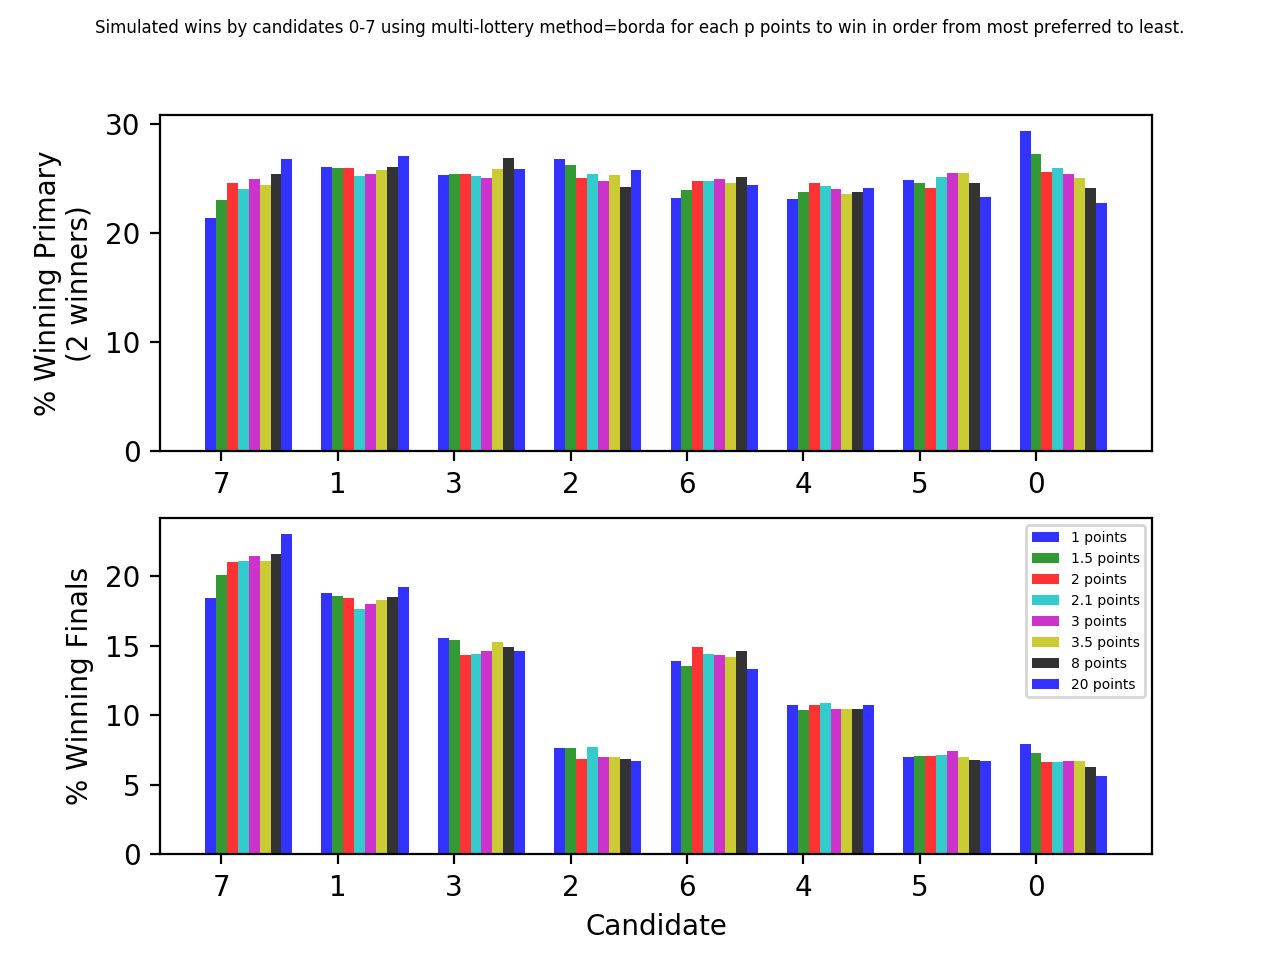 Simulated wins by candidates 0-7 using multi-lottery method=borda for each p points to win in order from most preferred to least.
% Winning Primary
(2 winners)
30
20
10
0
7 1 3 2 6 4 5 0
% Winning Finals
20
15
10
5
0
1 points
1.5 points
2 points
2.1 points
3 points
3.5 points
8 points
20 points
7 1 3 2 6 4 5 0
Candidate